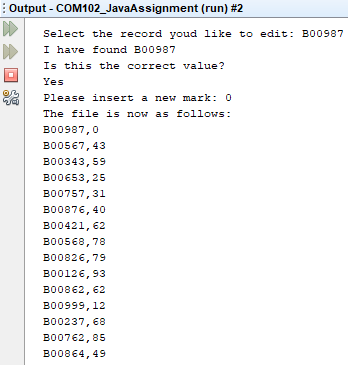 Output - COM102_JavaAssignment (run) #2
Select the record youd like to edit: B00987
I have found B00987
Is this the correct value?
Yes
Please insert a new mark: 0
The file is now as follows:
B00987,0
B00567,43
B00343,59
B00653,25
B00757,31
B00876,40
B00421,62
B00568,78
B00826,79
B00126,93
B00862,62
B00999,12
B00237,68
B00762,85
B00864,49